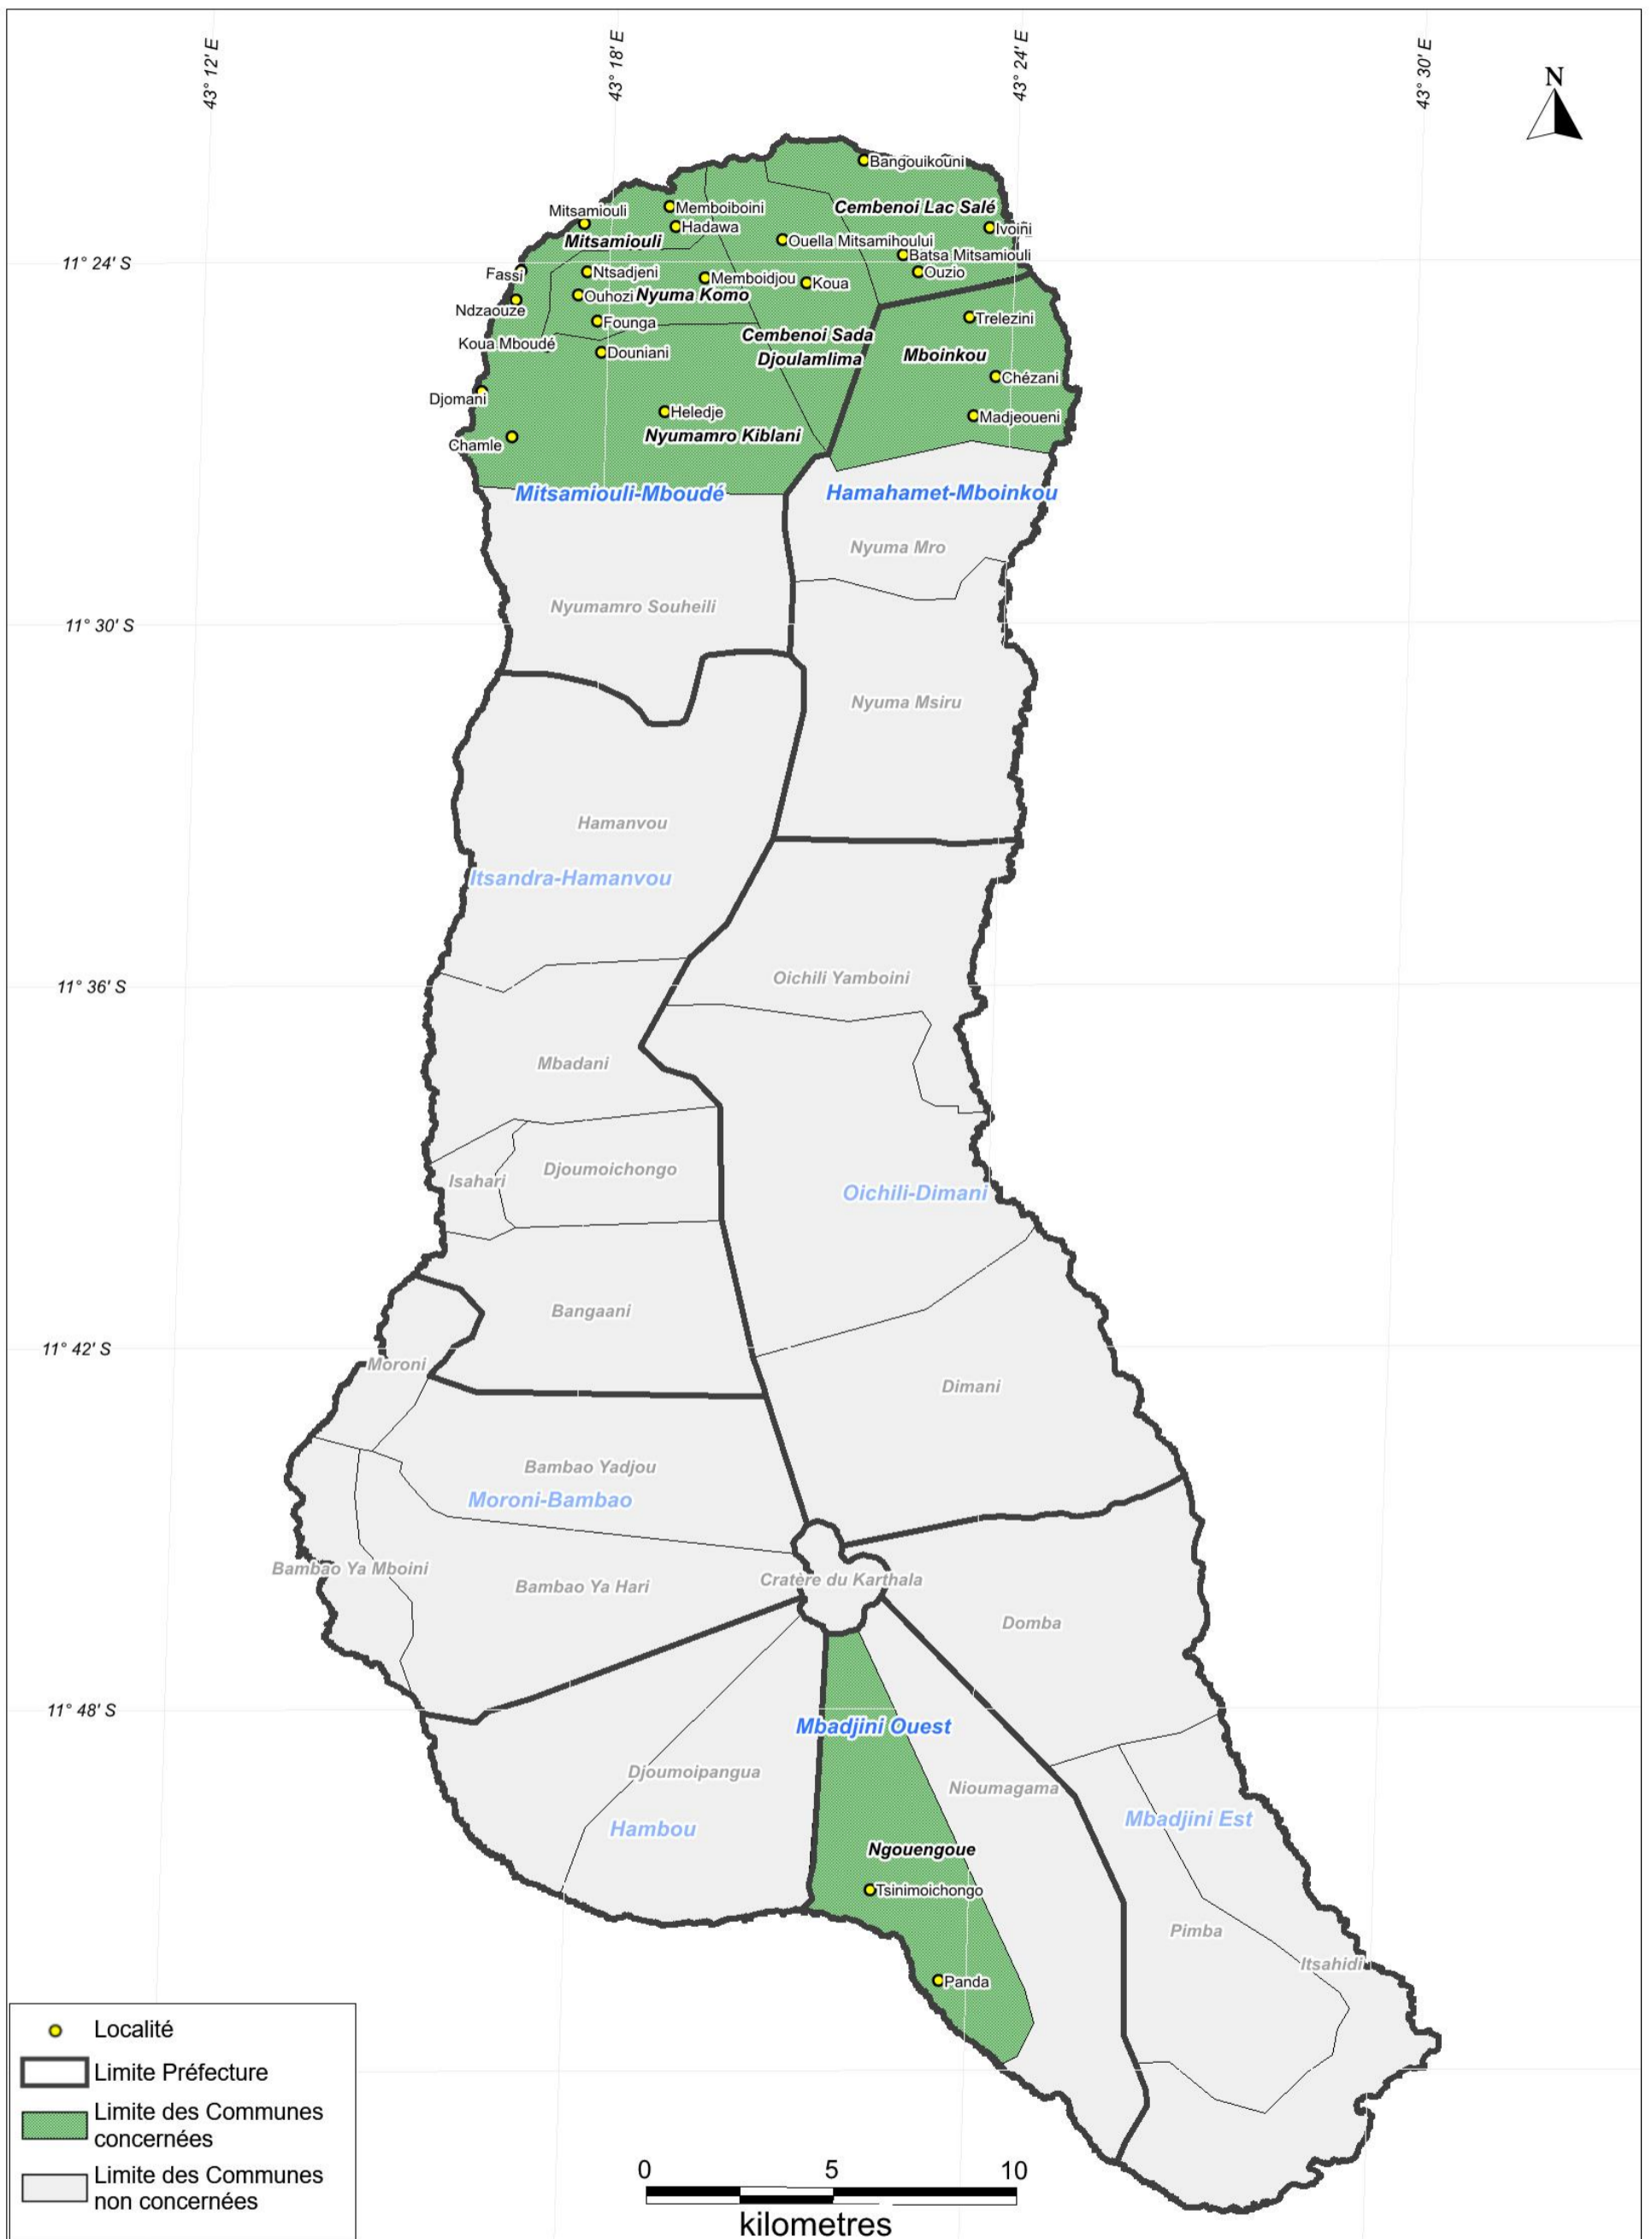 43° 12' E
43° 18' E
43° 24' E
43° 30' E
N
Bangouikouni
Mitsamiouli
Memboiboini
Cembenoi Lac Salé
Hadawa
Ivoini
Mitsamiouli
Ouella Mitsamihoului
Batsa Mitsamiouli
11° 24' S
Fassi
Ntsadjeni
Memboidjou
Koua
Ouzio
Ouhozi
Nyuma Komo
Ndzaouze
Founga
Trelezini
Koua Mboudé
Cembenoi Sada
Djoulamlima
Douniani
Mboinkou
Chézani
Djomani
Heledje
Madjeoueni
Chamle
Nyumamro Kiblani
Mitsamiouli-Mboudé
Hamahamet-Mboinkou
Nyuma Mro
Nyumamro Souheili
11° 30' S
Nyuma Msiru
Hamanvou
Itsandra-Hamanvou
Oichili Yamboini
11° 36' S
Mbadani
Isahari
Djoumoichongo
Oichili-Dimani
Bangaani
11° 42' S
Moroni
Dimani
Bambao Yadjou
Moroni-Bambao
Bambao Ya Mboini
Bambao Ya Hari
Cratère du Karthala
Domba
11° 48' S
Mbadjini Ouest
Djoumoipangua
Nioumagama
Hambou
Mbadjini Est
Ngouengoue
Tsinimoichongo
Pimba
Itsahidi
Panda
Localité
Limite Préfecture
Limite des Communes
concernées
Limite des Communes
non concernées
0 5 10
kilometres